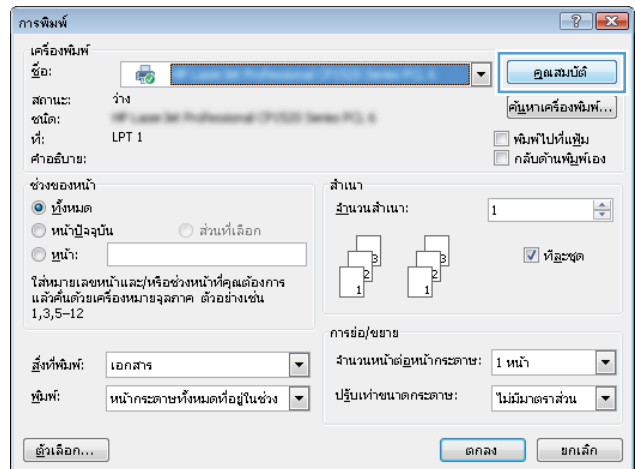 การพิมพ์
เครื่องพิมพ์
ชื่อ:
คุณสมบัติ
สถานะ: ว่าง
ค้นหาเครื่องพิมพ์...
ชนิด:
ที่: LPT 1
พิมพ์ไปที่แฟ้ม
คำอธิบาย:
กลับด้านพิมพ์เอง
ช่วงของหน้า
ทั้งหมด
หน้าปัจจุบัน ส่วนที่เลือก
หน้า:
ใส่หมายเลขหน้าและ/หรือช่วงหน้าที่คุณต้องการ
แล้วคั่นด้วยเครื่องหมายจุลภาค ตัวอย่างเช่น
1,3,5–12
สำเนา
จำนวนสำเนา: 1
3 3
2 2
1 1
ทีละชุด
สิ่งที่พิมพ์: เอกสาร
พิมพ์: หน้ากระดาษทั้งหมดที่อยู่ในช่วง
การย่อ/ขยาย
จำนวนหน้าต่อหน้ากระดาษ: 1 หน้า
ปรับเท่าขนาดกระดาษ: ไม่มีมาตราส่วน
ตัวเลือก...
ตกลง ยกเลิก